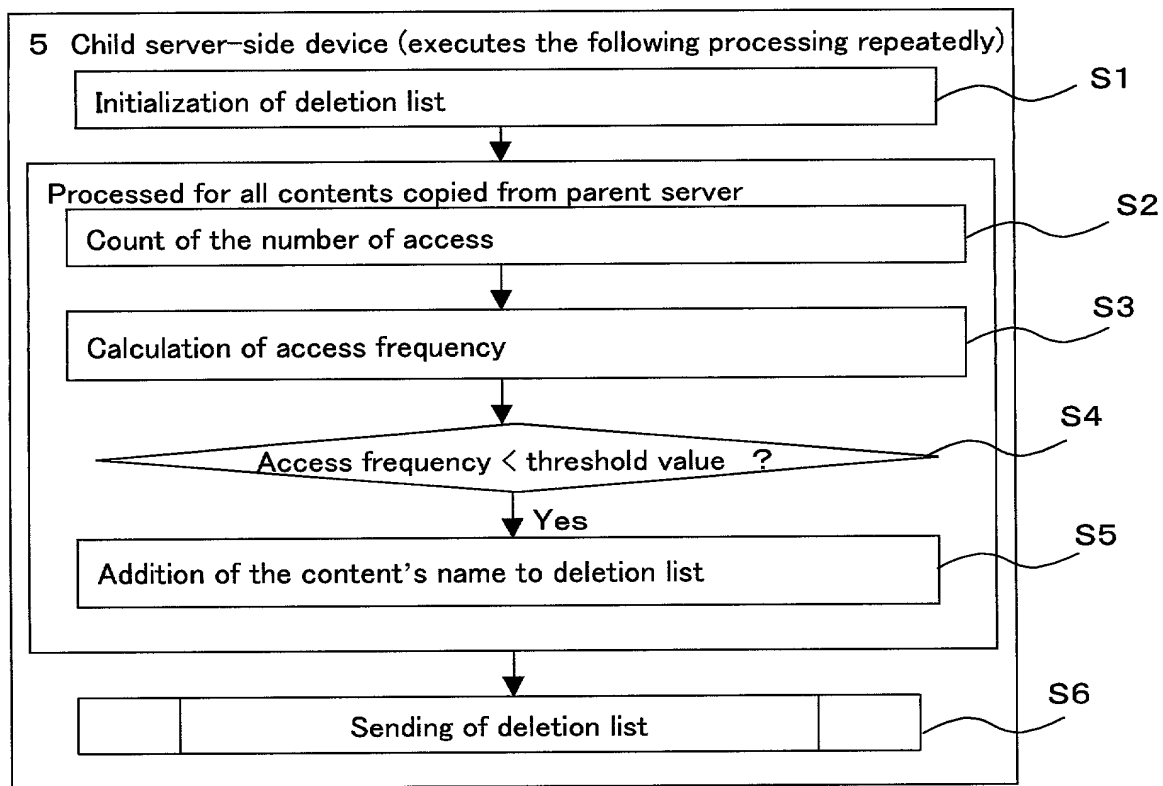 5 Child server-side device (executes the following processing repeatedly)
Initialization of deletion list
S1
Processed for all contents copied from parent server
Count of the number of access
S2
Calculation of access frequency
S3
Access frequency < threshold value ?
S4
Yes
Addition of the content's name to deletion list
S5
Sending of deletion list
S6